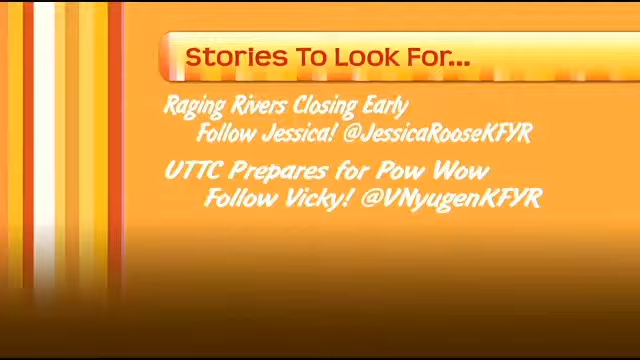 Stories To Look For...
Raging Rivers Closing Early
Follow Jessica! @JessicaRooseKFYR
UTTC Prepares for Pow Wow
Follow Vicky! @VNyugenKFYR